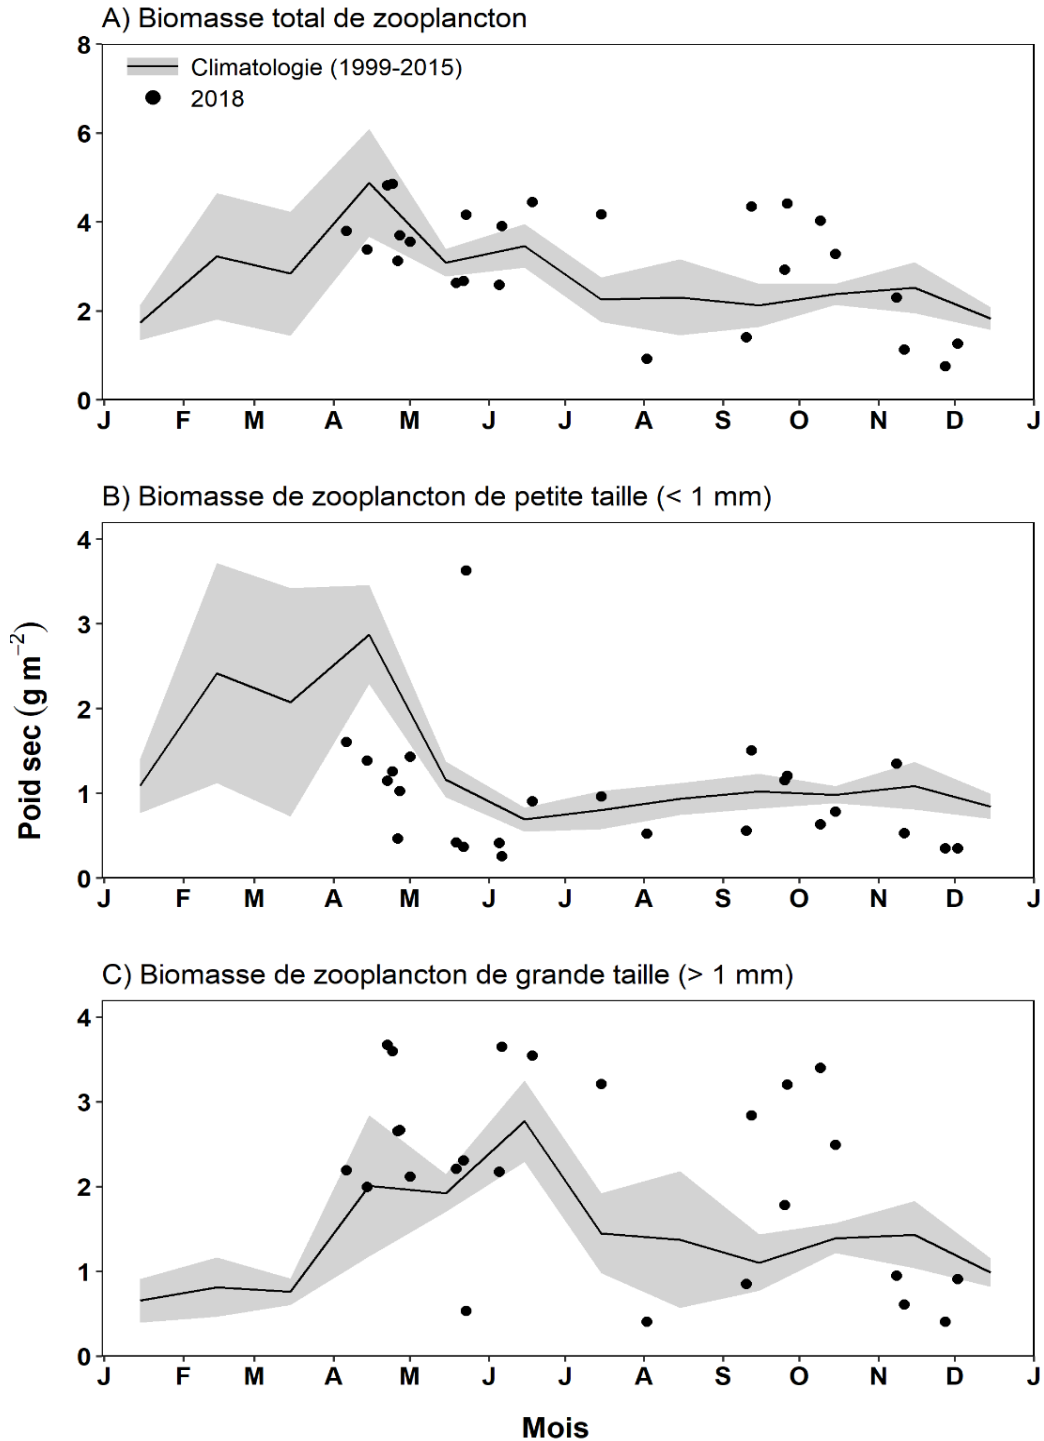 A) Biomasse total de zooplancton
8
Climatologie (1999-2015)
2018
6
4
2
0
J F M A M J J A S O N D J
B) Biomasse de zooplancton de petite taille (< 1 mm)
4
3
2
1
0
J F M A M J J A S O N D J
Poid sec (g m⁻²)
C) Biomasse de zooplancton de grande taille (> 1 mm)
4
3
2
1
0
J F M A M J J A S O N D J
Mois